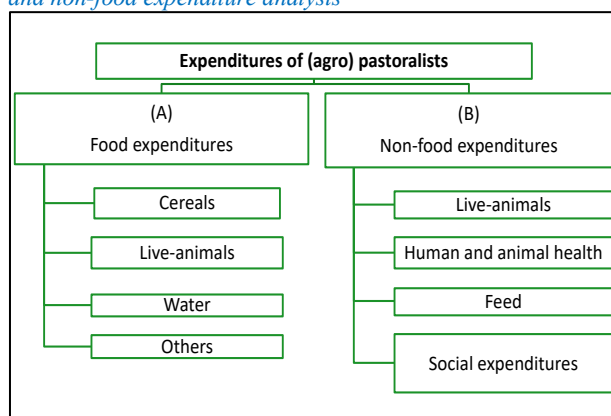 and non-food expenditure analysis
Expenditures of (agro) pastoralists
(A)
Food expenditures
Cereals
Live-animals
Water
Others
(B)
Non-food expenditures
Live-animals
Human and animal health
Feed
Social expenditures